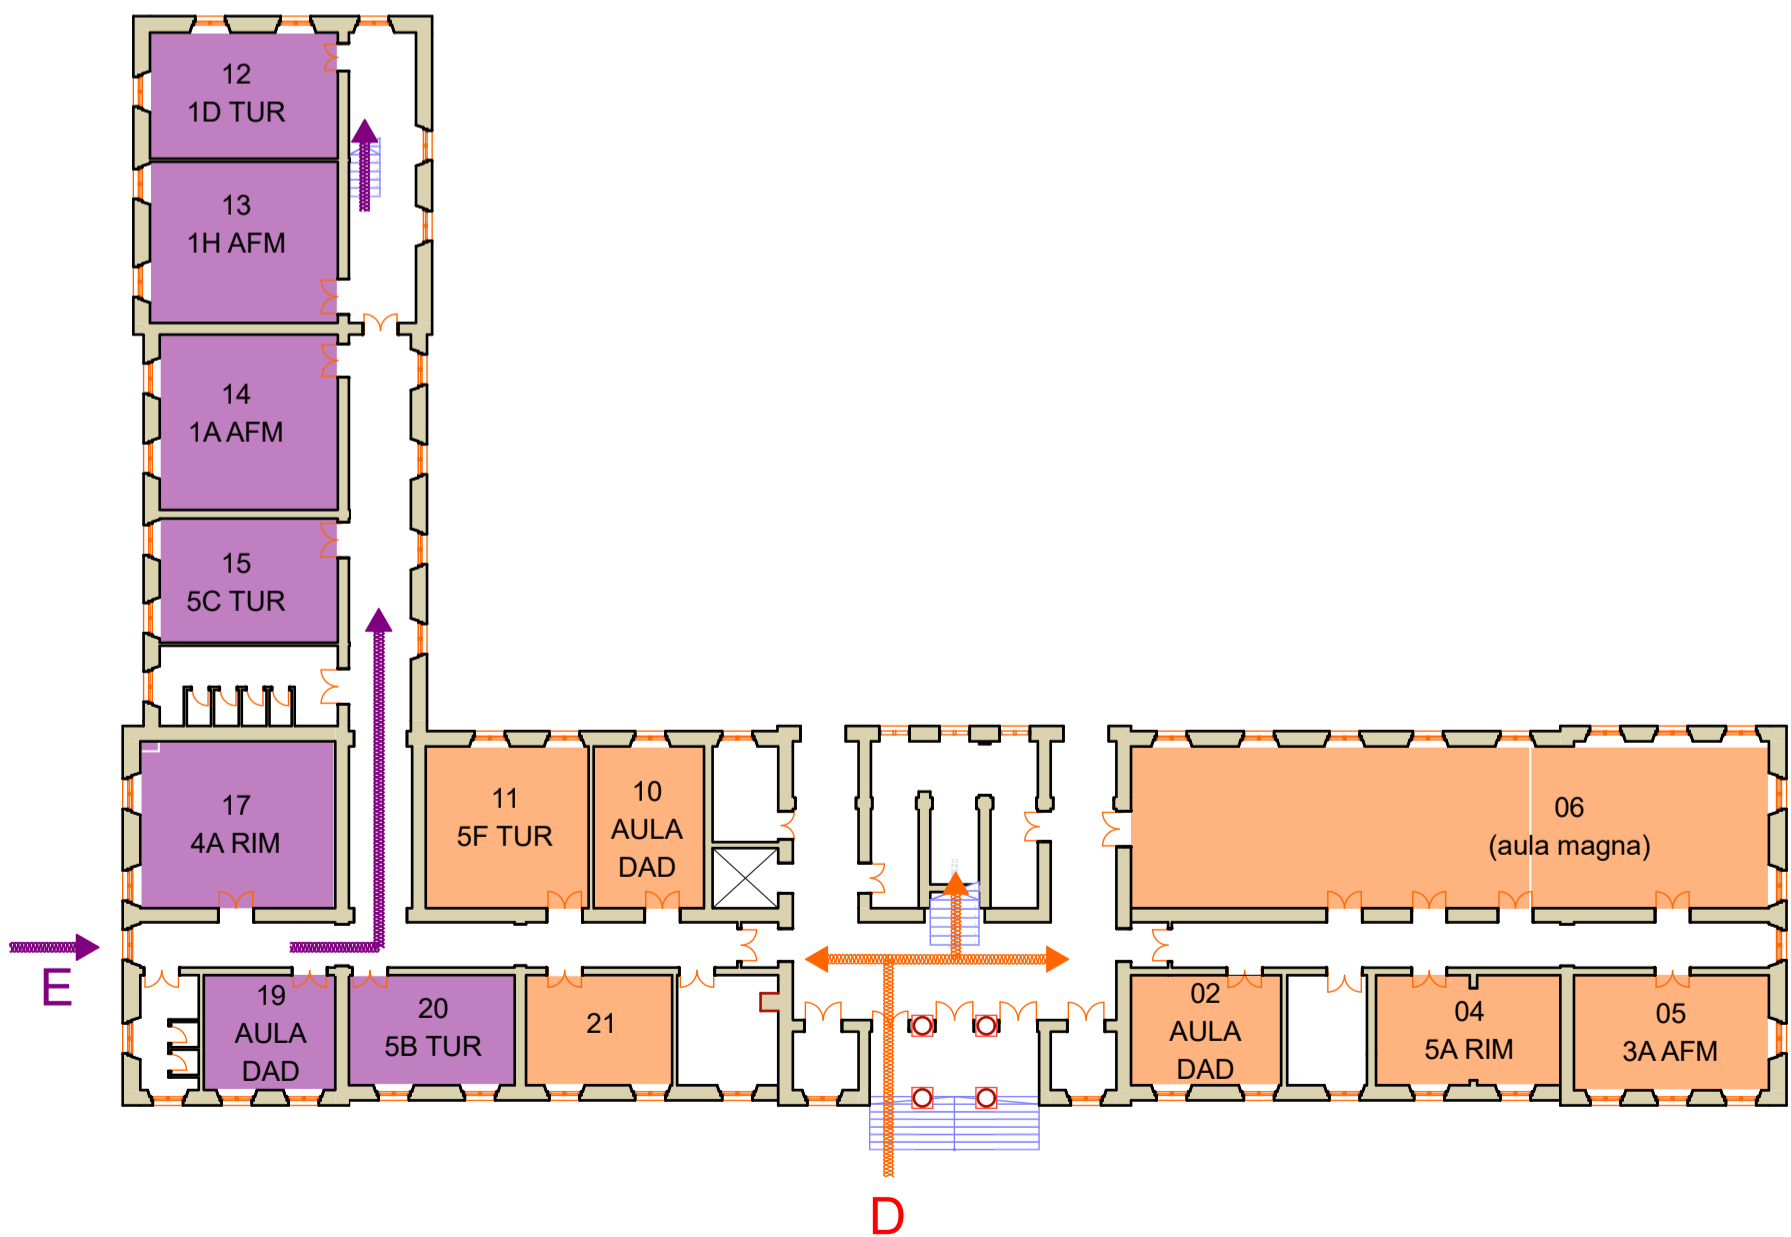 12
1D TUR
13
1H AFM
14
1A AFM
15
5C TUR
17
4A RIM
11
5F TUR
10
AULA
DAD
06
(aula magna)
E
19
AULA
DAD
20
5B TUR
21
02
AULA
DAD
04
5A RIM
05
3A AFM
D